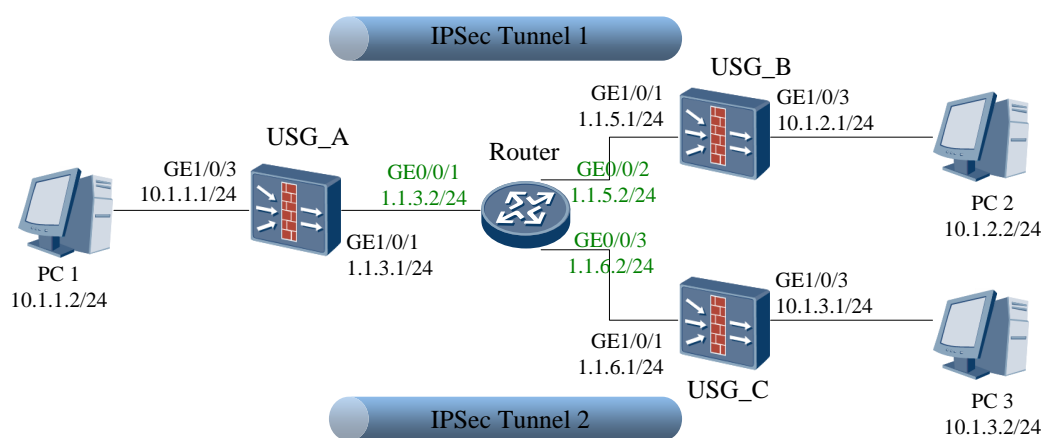 IPSec Tunnel 1
USG_B
GE1/0/1
1.1.5.1/24
GE1/0/3
10.1.2.1/24
USG_A
Router
GE1/0/3
10.1.1.1/24
GE0/0/1
1.1.3.2/24
GE0/0/2
1.1.5.2/24
PC 2
10.1.2.2/24
GE1/0/1
1.1.3.1/24
GE0/0/3
1.1.6.2/24
PC 1
10.1.1.2/24
GE1/0/3
10.1.3.1/24
GE1/0/1
1.1.6.1/24
USG_C
PC 3
10.1.3.2/24
IPSec Tunnel 2